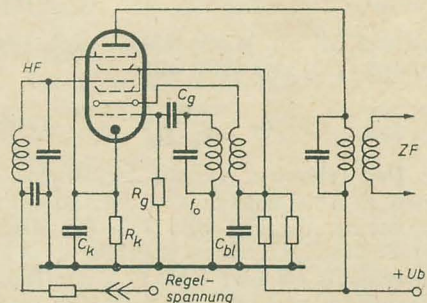 HF
C_g
ZF
R_g
f_o
C_k
R_k
C_bl
+Ub
Regel-
spannung